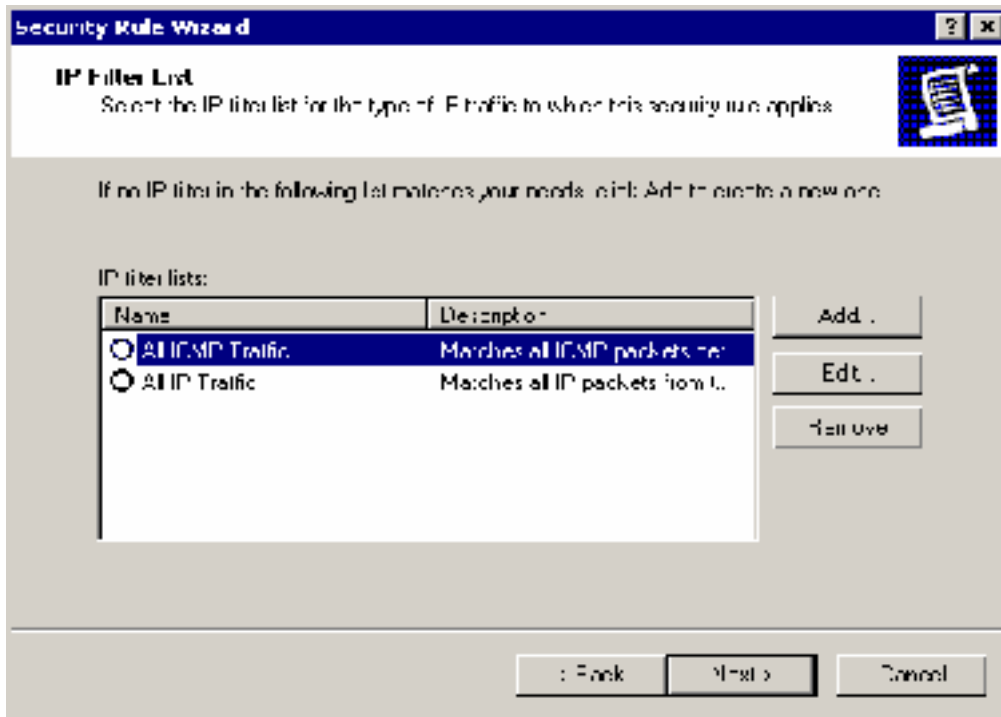 Security Rule Wizard
IP Filter List
Select the IP filter list for the type of IP traffic to which this security rule applies
If no IP filter in the following list matches your needs, click Add to create a new one
IP filter lists:
Name Description
All ICMP Traffic Matches all ICMP packets bet...
All IP Traffic Matches all IP packets from t...
Add...
Edit...
Remove
< Back Next > Cancel